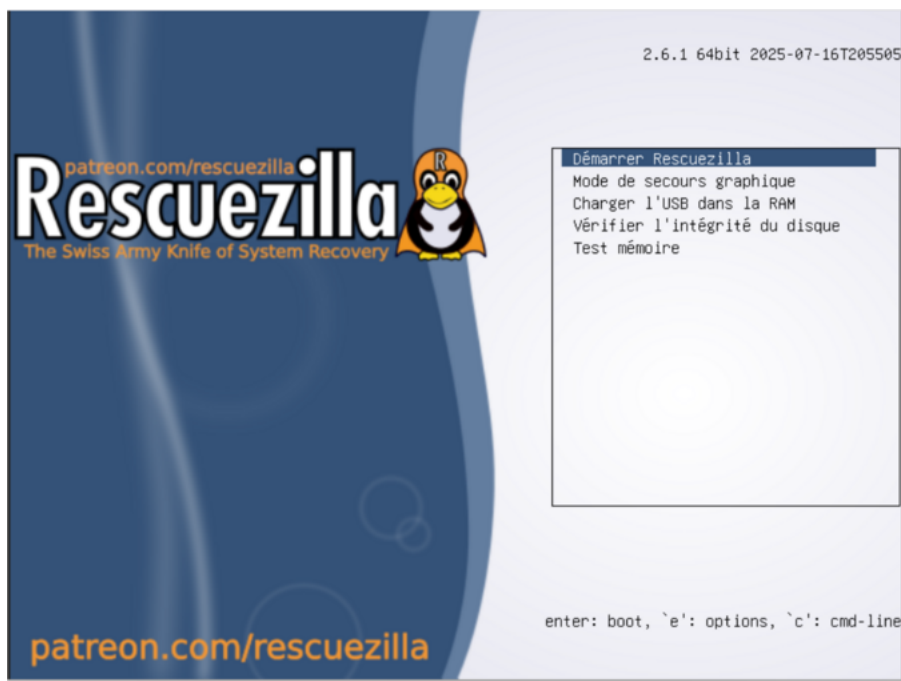 2.6.1 64bit 2025-07-16T205505
patreon.com/rescuezilla
Rescuezilla
R
The Swiss Army Knife of System Recovery
Démarrer Rescuezilla
Mode de secours graphique
Charger l'USB dans la RAM
Vérifier l'intégrité du disque
Test mémoire
enter: boot, `e': options, `c': cmd-line
patreon.com/rescuezilla